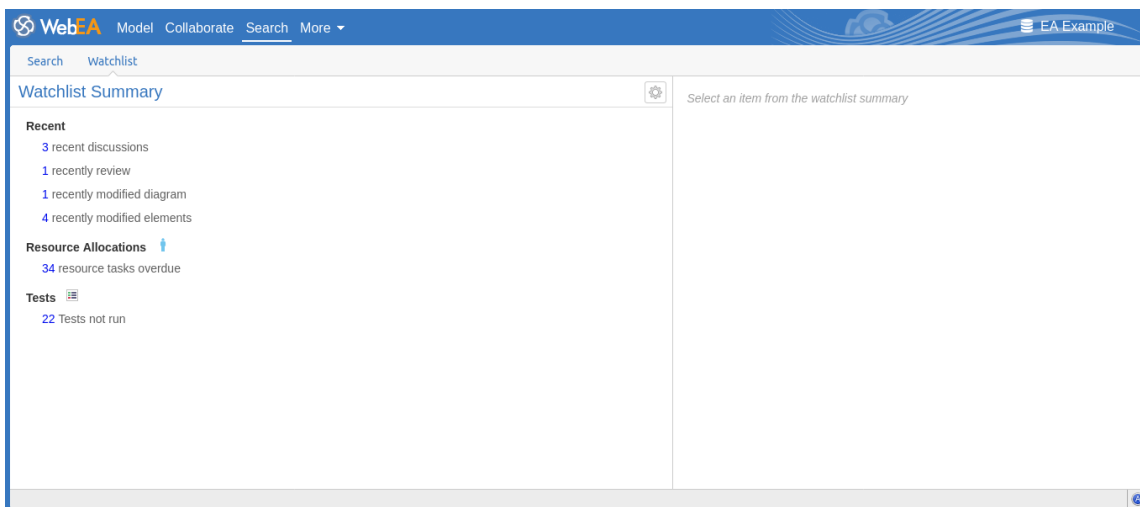 WebEA Model Collaborate Search More EA Example
Search Watchlist
Watchlist Summary
Select an item from the watchlist summary
Recent
3 recent discussions
1 recently review
1 recently modified diagram
4 recently modified elements
Resource Allocations
34 resource tasks overdue
Tests
22 Tests not run